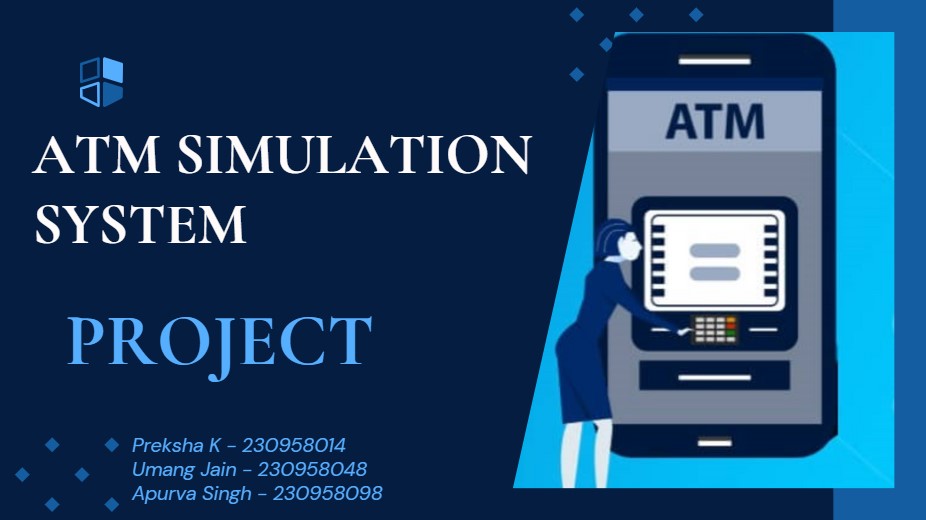 ATM SIMULATION
SYSTEM
PROJECT
Preksha K - 230958014
Umang Jain - 230958048
Apurva Singh - 230958098
ATM